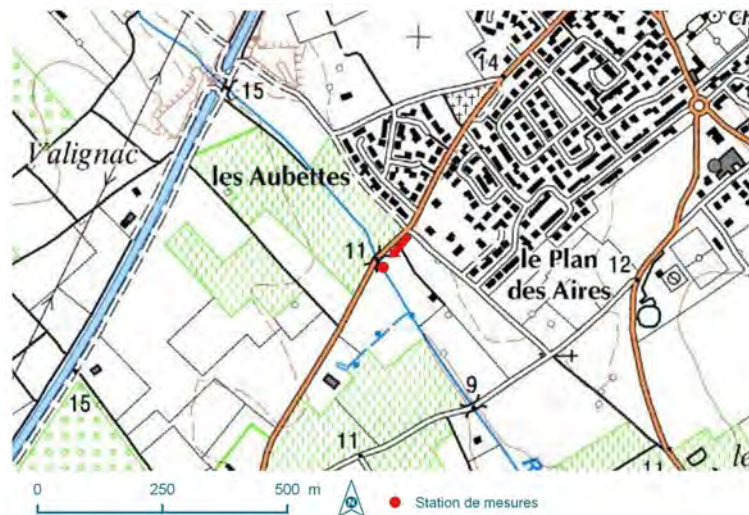 14
15
Valignac
les Aubettes
11
le Plan
des Aires
12
15
9
11
11
le
0 250 500 m
N
Station de mesures